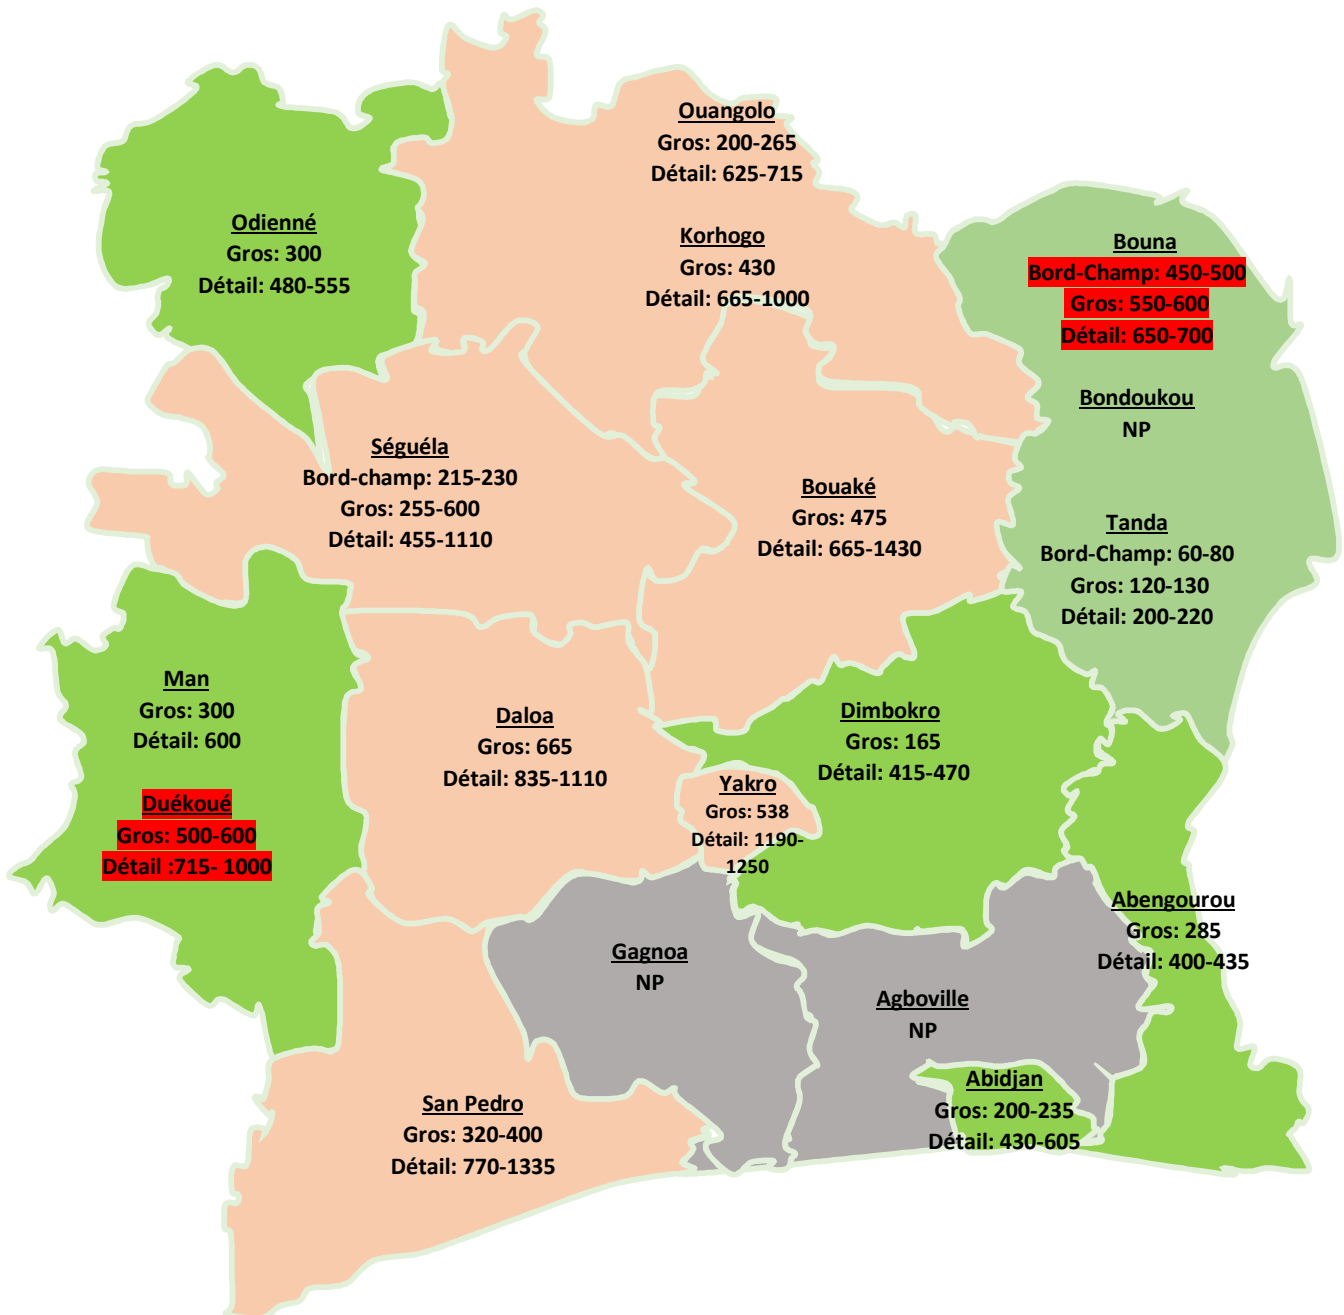 Ouangolo
Gros: 200-265
Détail: 625-715
Korhogo
Gros: 430
Détail: 665-1000
Odienné
Gros: 300
Détail: 480-555
Bouna
Bord-Champ: 450-500
Gros: 550-600
Détail: 650-700
Bondoukou
NP
Tanda
Bord-Champ: 60-80
Gros: 120-130
Détail: 200-220
Séguéla
Bord-champ: 215-230
Gros: 255-600
Détail: 455-1110
Bouaké
Gros: 475
Détail: 665-1430
Man
Gros: 300
Détail: 600
Duékoué
Gros: 500-600
Détail :715- 1000
Daloa
Gros: 665
Détail: 835-1110
Dimbokro
Gros: 165
Détail: 415-470
Yakro
Gros: 538
Détail: 1190-
1250
Abengourou
Gros: 285
Détail: 400-435
Gagnoa
NP
Agboville
NP
Abidjan
Gros: 200-235
Détail: 430-605
San Pedro
Gros: 320-400
Détail: 770-1335